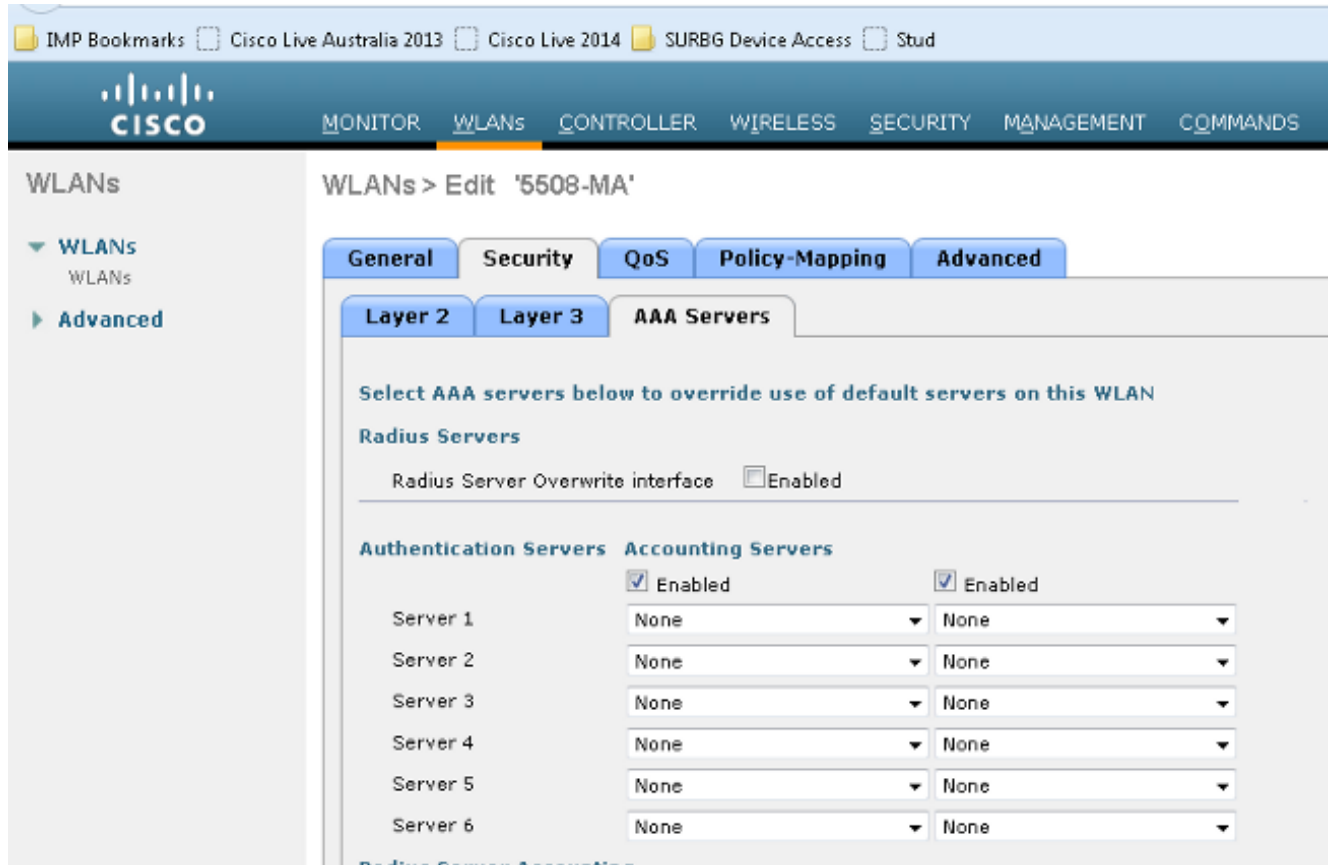 IMP Bookmarks Cisco Live Australia 2013 Cisco Live 2014 SURBG Device Access Stud
CISCO
MONITOR WLANs CONTROLLER WIRELESS SECURITY MANAGEMENT COMMANDS
WLANs
WLANs
WLANs
Advanced
WLANs > Edit '5508-MA'
General Security QoS Policy-Mapping Advanced
Layer 2 Layer 3 AAA Servers
Select AAA servers below to override use of default servers on this WLAN
Radius Servers
Radius Server Overwrite interface Enabled
Authentication Servers Accounting Servers
Enabled Enabled
Server 1 None None
Server 2 None None
Server 3 None None
Server 4 None None
Server 5 None None
Server 6 None None
Radius Server Accounting